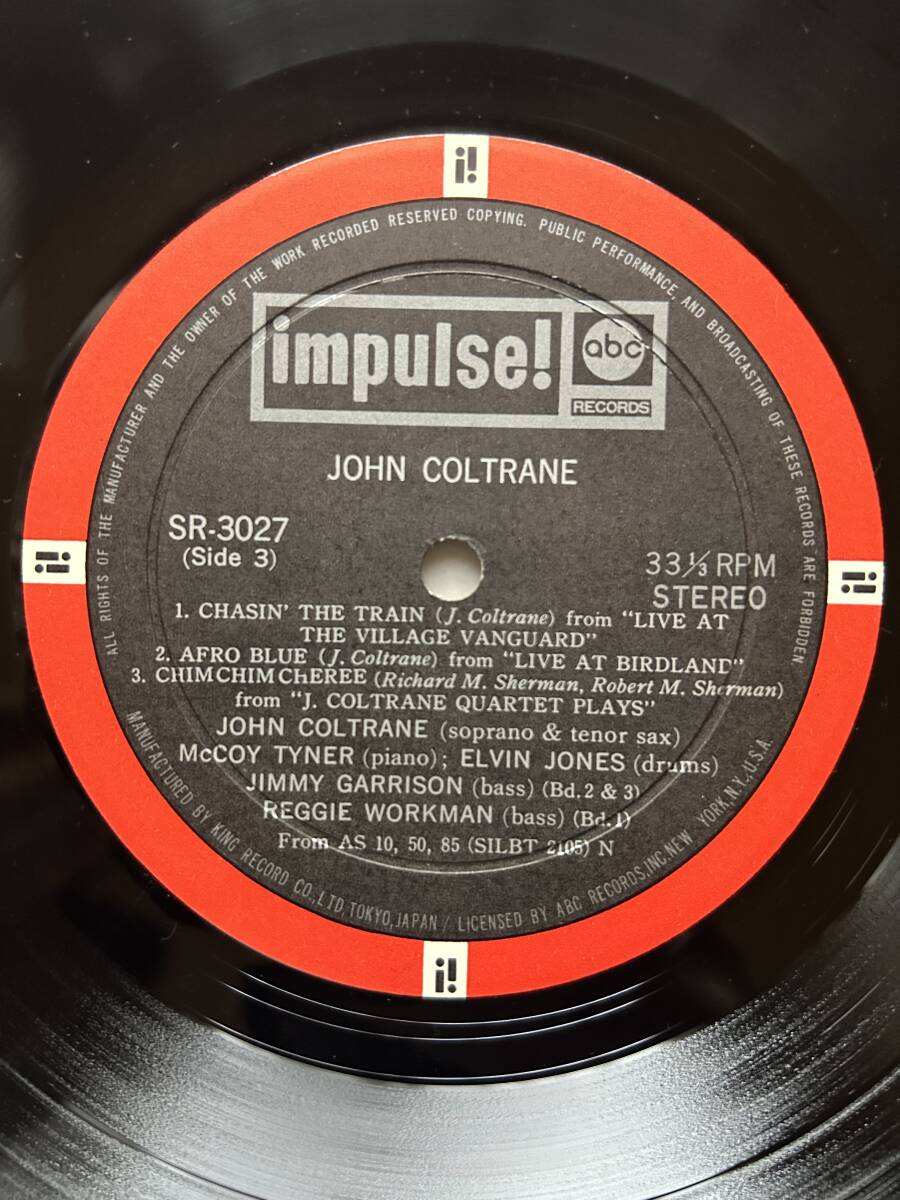 i!
ALL RIGHTS OF THE MANUFACTURER AND THE OWNER OF THE WORK RECORDED RESERVED COPYING. PUBLIC PERFORMANCE, AND BROADCASTING OF THESE RECORDS ARE FORBIDDEN
impulse!
abc
RECORDS
JOHN COLTRANE
SR-3027
(Side 3)
33⅓ RPM
STEREO
i!
i!
1. CHASIN' THE TRAIN (J. Coltrane) from "LIVE AT
THE VILLAGE VANGUARD"
2. AFRO BLUE (J. Coltrane) from "LIVE AT BIRDLAND"
3. CHIM CHIM CHEREE (Richard M. Sherman, Robert M. Sherman)
from "J. COLTRANE QUARTET PLAYS"
JOHN COLTRANE (soprano & tenor sax)
McCOY TYNER (piano); ELVIN JONES (drums)
JIMMY GARRISON (bass) (Bd.2 & 3)
REGGIE WORKMAN (bass) (Bd.1)
From AS 10, 50, 85 (SILBT 2105) N
MANUFACTURED BY KING RECORD CO., LTD, TOKYO, JAPAN / LICENSED BY ABC RECORDS, INC. NEW YORK, N.Y., U.S.A.
i!